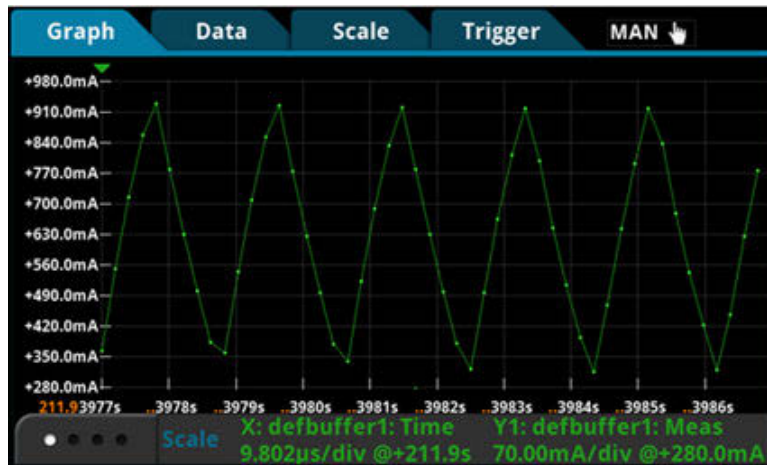 Graph Data Scale Trigger MAN
+980.0mA
+910.0mA
+840.0mA
+770.0mA
+700.0mA
+630.0mA
+560.0mA
+490.0mA
+420.0mA
+350.0mA
+280.0mA
211.93977s ..3978s ..3979s ..3980s ..3981s ..3982s ..3983s ..3984s ..3985s ..3986s
Scale X: defbuffer1: Time Y1: defbuffer1: Meas
9.802µs/div @+211.9s 70.00mA/div @+280.0mA